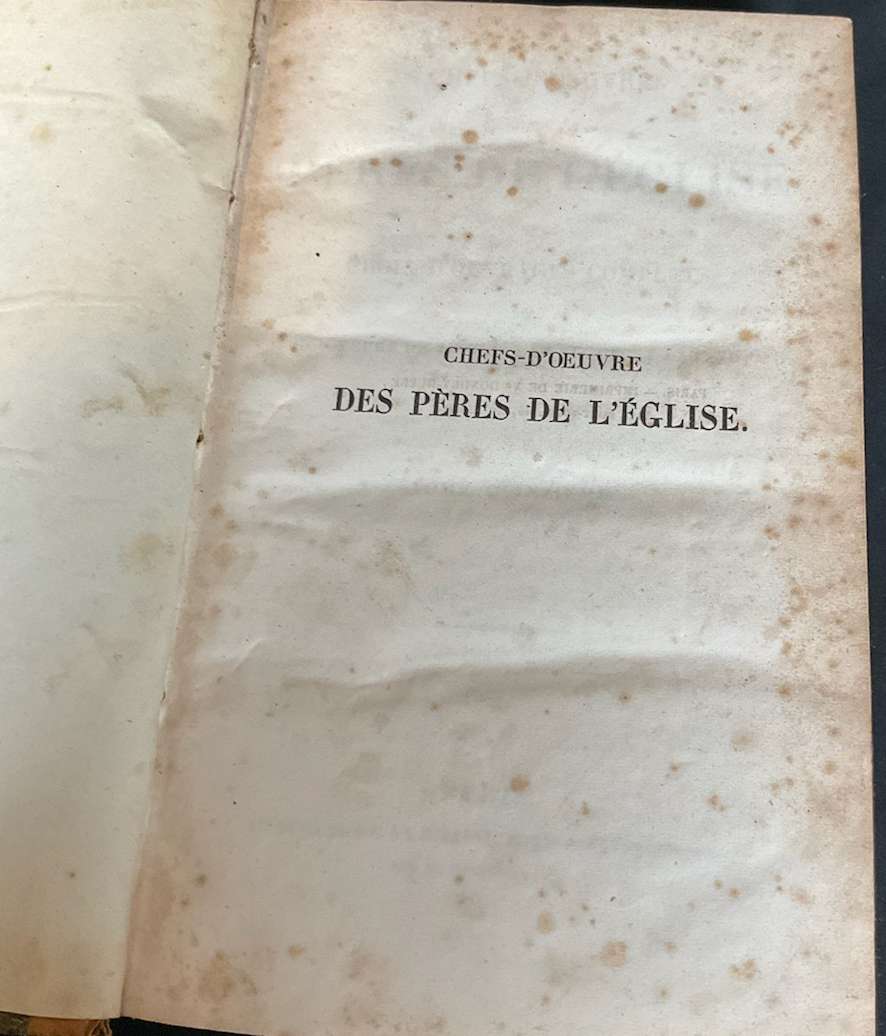 CHEFS-D'OEUVRE
DES PÈRES DE L'ÉGLISE.